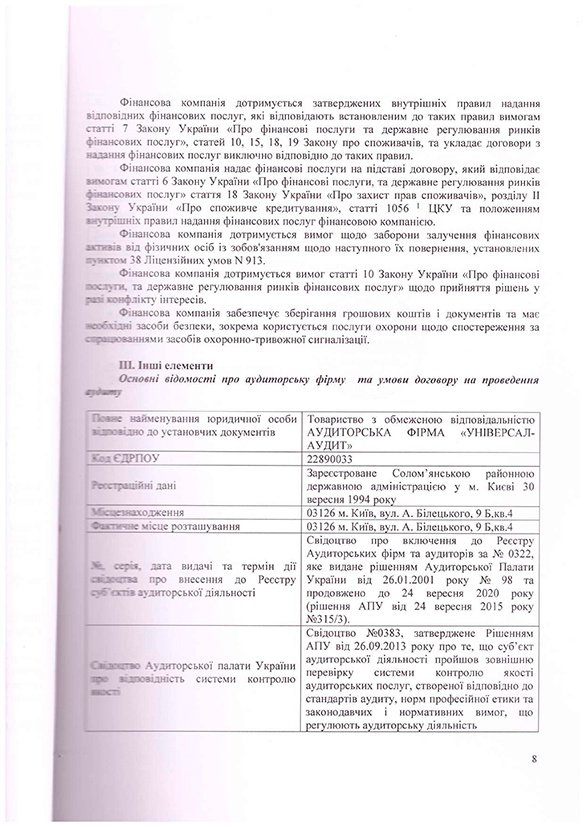 Фінансова компанія дотримується затверджених внутрішніх правил надання
відповідних фінансових послуг, які відповідають встановленим до таких правил вимогам
статті 7 Закону України «Про фінансові послуги та державне регулювання ринків
фінансових послуг», статей 10, 15, 18, 19 Закону про споживачів, та укладає договори з
надання фінансових послуг виключно відповідно до таких правил.
Фінансова компанія надає фінансові послуги на підставі договору, який відповідає
вимогам статті 6 Закону України «Про фінансові послуги, та державне регулювання ринків
фінансових послуг» стаття 18 Закону України «Про захист прав споживачів», розділу II
Закону України «Про споживче кредитування», статті 1056 ¹ ЦКУ та положенням
внутрішніх правил надання фінансових послуг фінансовою компанією.
Фінансова компанія дотримується вимог щодо заборони залучення фінансових
активів від фізичних осіб із зобов'язанням щодо наступного їх повернення, установлених
пунктом 38 Ліцензійних умов N 913.
Фінансова компанія дотримується вимог статті 10 Закону України «Про фінансові
послуги, та державне регулювання ринків фінансових послуг» щодо прийняття рішень у
разі конфлікту інтересів.
Фінансова компанія забезпечує зберігання грошових коштів і документів та має
необхідні засоби безпеки, зокрема користується послуги охорони щодо спостереження за
спрацюваннями засобів охоронно-тривожної сигналізації.
III. Інші елементи
Основні відомості про аудиторську фірму та умови договору на проведення
аудиту
Повне найменування юридичної особи
відповідно до установчих документів
Товариство з обмеженою відповідальністю
АУДИТОРСЬКА ФІРМА «УНІВЕРСАЛ-
АУДИТ»
Код ЄДРПОУ
22890033
Реєстраційні дані
Зареєстроване Солом’янською районною
державною адміністрацією у м. Києві 30
вересня 1994 року
Місцезнаходження
03126 м. Київ, вул. А. Білецького, 9 Б,кв.4
Фактичне місце розташування
03126 м. Київ, вул. А. Білецького, 9 Б,кв.4
№, серія, дата видачі та термін дії
свідоцтва про внесення до Реєстру
суб’єктів аудиторської діяльності
Свідоцтво про включення до Реєстру
Аудиторських фірм та аудиторів за № 0322,
яке видане рішенням Аудиторської Палати
України від 26.01.2001 року № 98 та
продовжено до 24 вересня 2020 року
(рішення АПУ від 24 вересня 2015 року
№315/3).
Свідоцтво Аудиторської палати України
про відповідність системи контролю
якості
Свідоцтво №0383, затверджене Рішенням
АПУ від 26.09.2013 року про те, що суб’єкт
аудиторської діяльності пройшов зовнішню
перевірку системи контролю якості
аудиторських послуг, створеної відповідно до
стандартів аудиту, норм професійної етики та
законодавчих і нормативних вимог, що
регулюють аудиторську діяльність
8